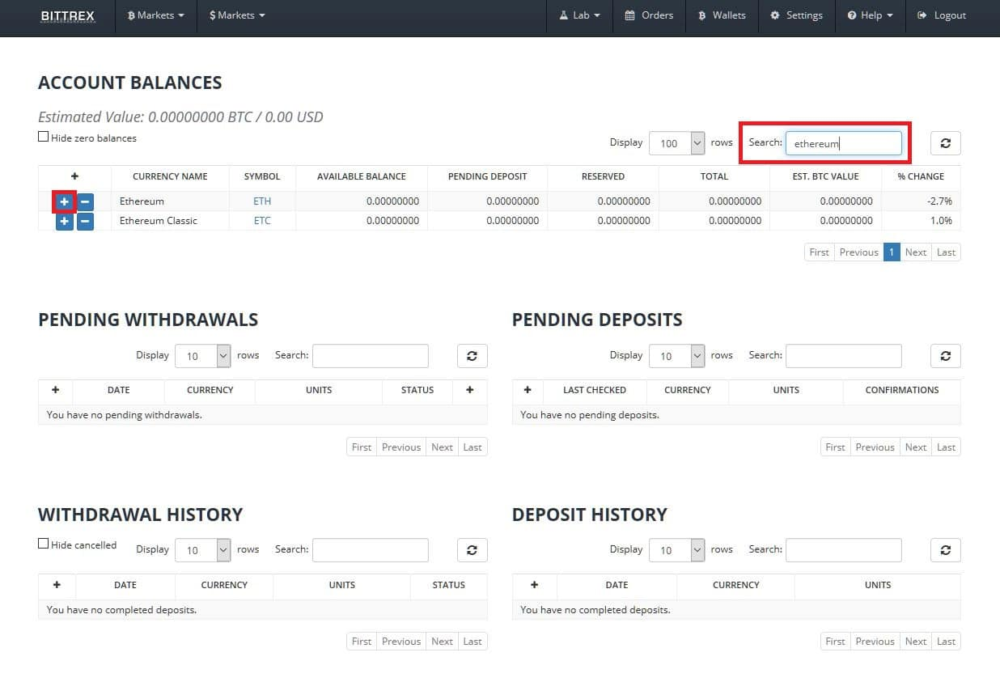 BITTREX Markets $ Markets Lab Orders Wallets Settings Help Logout
ACCOUNT BALANCES
Estimated Value: 0.00000000 BTC / 0.00 USD
Hide zero balances
Display 100 rows Search: ethereum
+ CURRENCY NAME SYMBOL AVAILABLE BALANCE PENDING DEPOSIT RESERVED TOTAL EST. BTC VALUE % CHANGE
+ − Ethereum ETH 0.00000000 0.00000000 0.00000000 0.00000000 0.00000000 -2.7%
+ − Ethereum Classic ETC 0.00000000 0.00000000 0.00000000 0.00000000 0.00000000 1.0%
First Previous 1 Next Last
PENDING WITHDRAWALS
Display 10 rows Search:
+ DATE CURRENCY UNITS STATUS +
You have no pending withdrawals.
First Previous Next Last
PENDING DEPOSITS
Display 10 rows Search:
+ LAST CHECKED CURRENCY UNITS CONFIRMATIONS
You have no pending deposits.
First Previous Next Last
WITHDRAWAL HISTORY
Hide cancelled Display 10 rows Search:
+ DATE CURRENCY UNITS STATUS
You have no completed deposits.
First Previous Next Last
DEPOSIT HISTORY
Display 10 rows Search:
+ DATE CURRENCY UNITS
You have no completed deposits.
First Previous Next Last